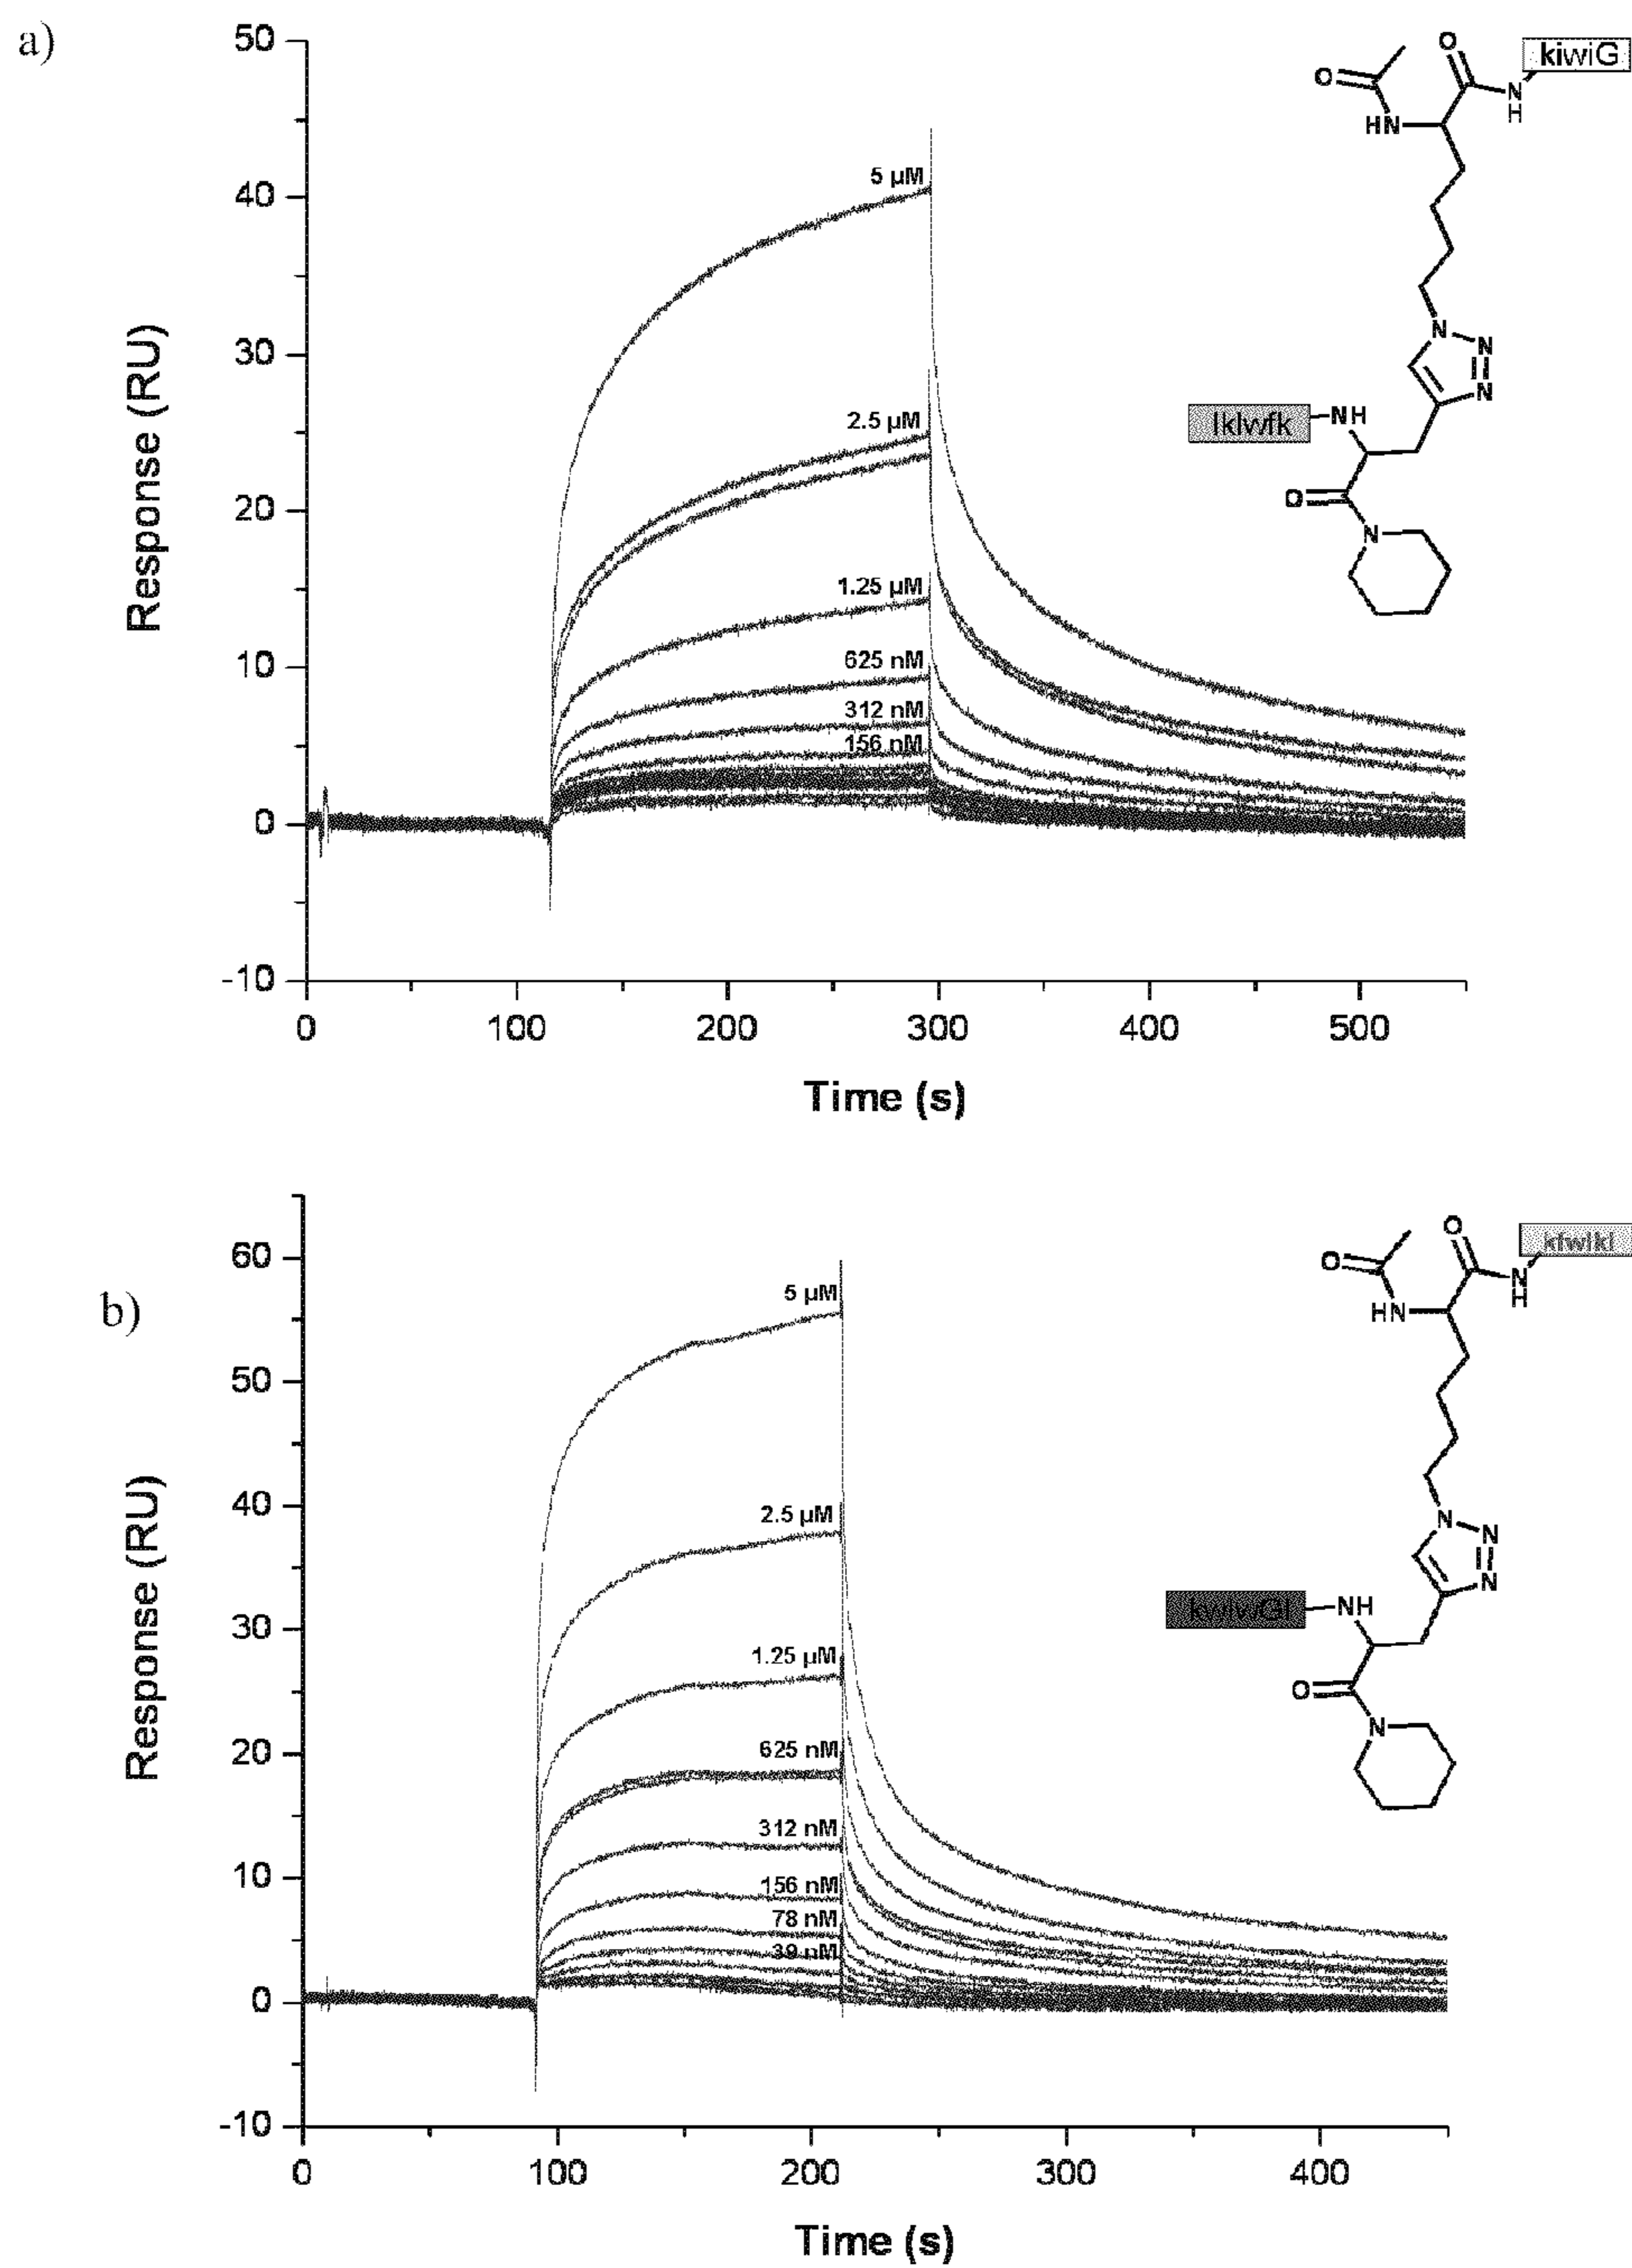 a)
50
40
30
20
10
0
-10
Response (RU)
5 µM
2.5 µM
1.25 µM
625 nM
312 nM
156 nM
0 100 200 300 400 500
Time (s)
O
O
kiwiG
HN
N
H
N
N
N
lklwfk
NH
O
N
b)
60
50
40
30
20
10
0
-10
Response (RU)
5 µM
2.5 µM
1.25 µM
625 nM
312 nM
156 nM
78 nM
39 nM
0 100 200 300 400
Time (s)
O
O
kfwlkl
HN
N
H
N
N
N
NH
O
N